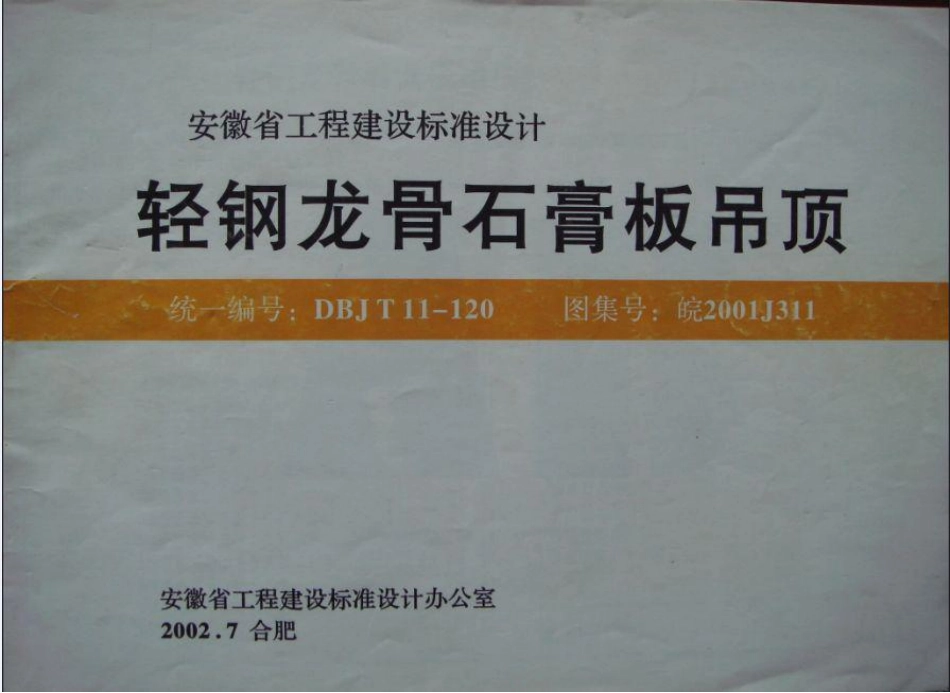 安徽省工程建设标准设计
轻钢龙骨石膏板吊顶
统一编号：DBJ T 11-120 图集号：皖2001J311
安徽省工程建设标准设计办公室
2002.7 合肥